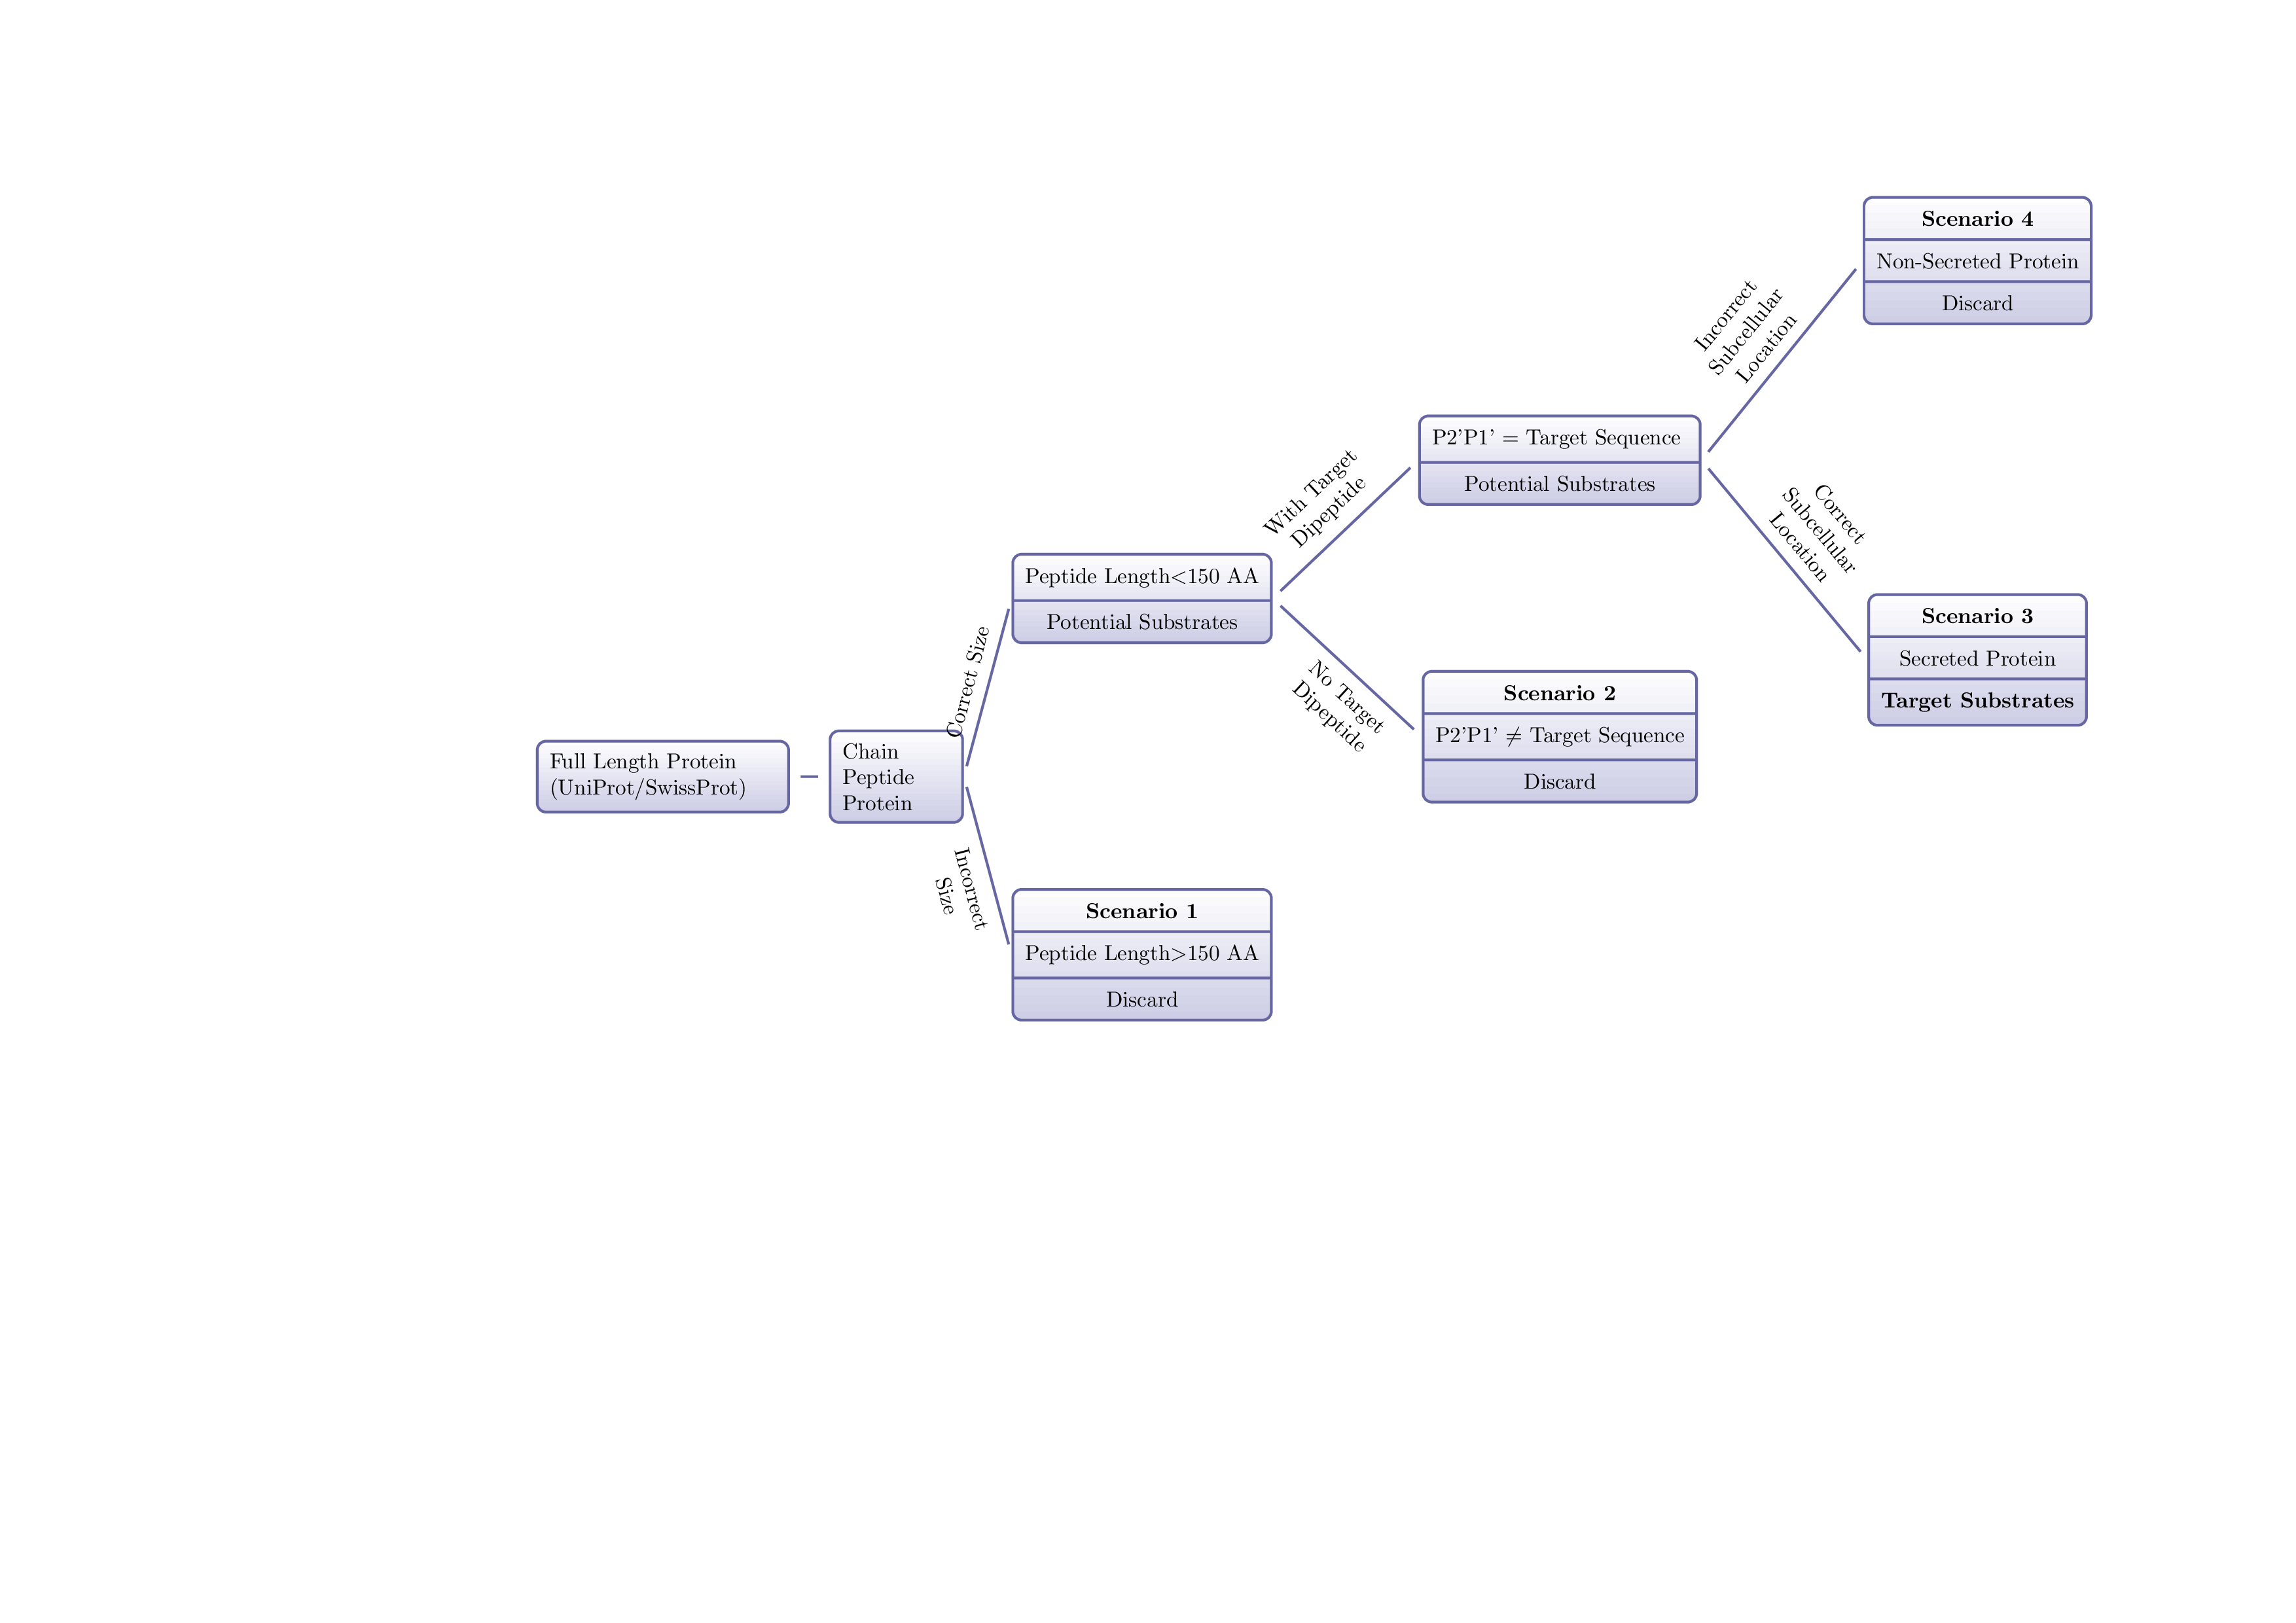 Full Length Protein
(UniProt/SwissProt)
Chain
Peptide
Protein
Correct Size
Incorrect
Size
Peptide Length<150 AA
Potential Substrates
Scenario 1
Peptide Length>150 AA
Discard
With Target
Dipeptide
No Target
Dipeptide
P2’P1’ = Target Sequence
Potential Substrates
Scenario 2
P2’P1’ ≠ Target Sequence
Discard
Incorrect
Subcellular
Location
Correct
Subcellular
Location
Scenario 4
Non-Secreted Protein
Discard
Scenario 3
Secreted Protein
Target Substrates